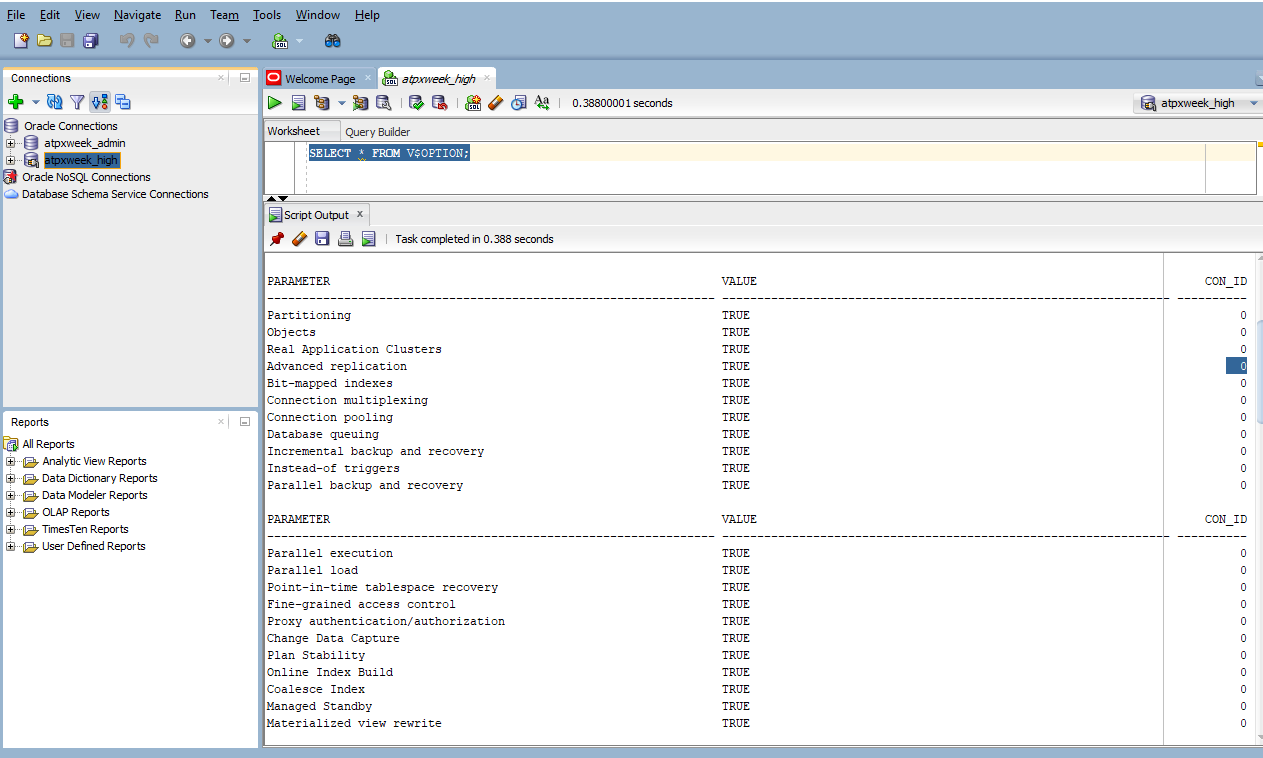 File Edit View Navigate Run Team Tools Window Help
Connections
Oracle Connections
atpxweek_admin
atpxweek_high
Oracle NoSQL Connections
Database Schema Service Connections
Reports
All Reports
Analytic View Reports
Data Dictionary Reports
Data Modeler Reports
OLAP Reports
TimesTen Reports
User Defined Reports
Welcome Page atpxweek_high
0.38800001 seconds atpxweek_high
Worksheet Query Builder
SELECT * FROM V$OPTION;
Script Output
Task completed in 0.388 seconds
PARAMETER VALUE CON_ID
---------------------------------------------------------------- ---------------------------------------------------------------- ----------
Partitioning TRUE 0
Objects TRUE 0
Real Application Clusters TRUE 0
Advanced replication TRUE 0
Bit-mapped indexes TRUE 0
Connection multiplexing TRUE 0
Connection pooling TRUE 0
Database queuing TRUE 0
Incremental backup and recovery TRUE 0
Instead-of triggers TRUE 0
Parallel backup and recovery TRUE 0
PARAMETER VALUE CON_ID
---------------------------------------------------------------- ---------------------------------------------------------------- ----------
Parallel execution TRUE 0
Parallel load TRUE 0
Point-in-time tablespace recovery TRUE 0
Fine-grained access control TRUE 0
Proxy authentication/authorization TRUE 0
Change Data Capture TRUE 0
Plan Stability TRUE 0
Online Index Build TRUE 0
Coalesce Index TRUE 0
Managed Standby TRUE 0
Materialized view rewrite TRUE 0